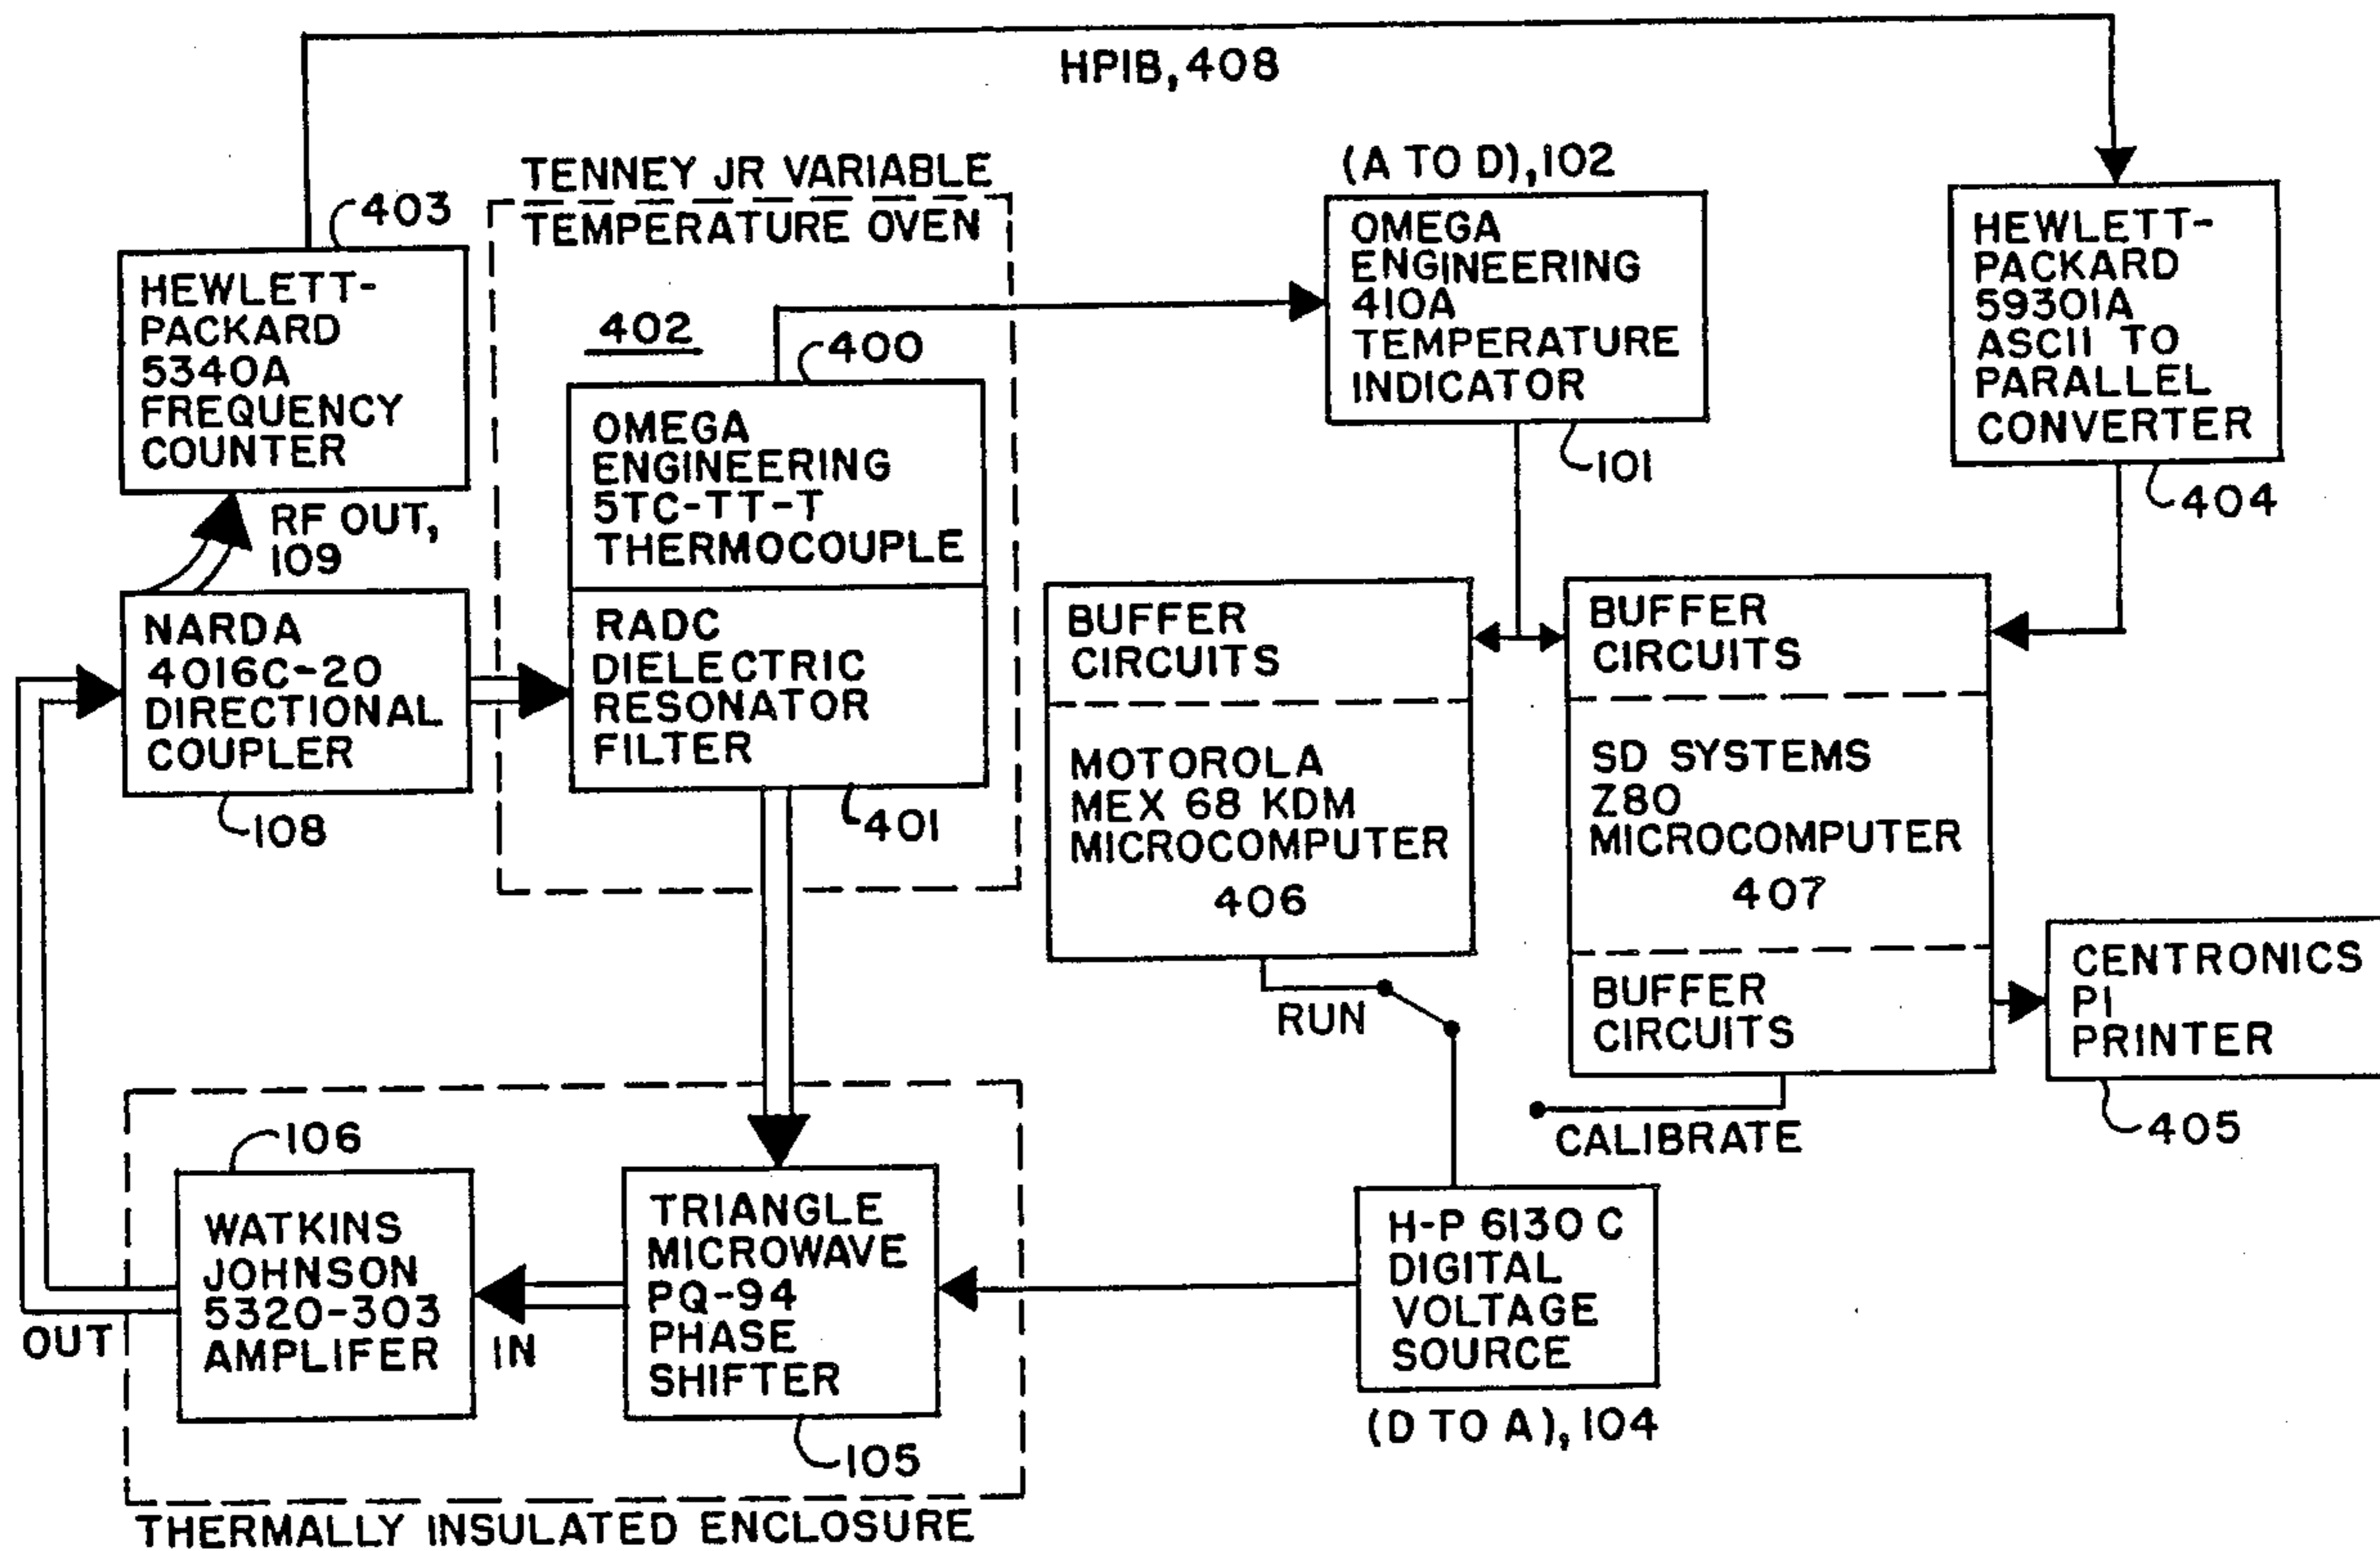 HPIB, 408
(A TO D), 102
TENNEY JR VARIABLE
TEMPERATURE OVEN
403
HEWLETT-
PACKARD
5340A
FREQUENCY
COUNTER
402
400
OMEGA
ENGINEERING
5TC-TT-T
THERMOCOUPLE
OMEGA
ENGINEERING
410A
TEMPERATURE
INDICATOR
101
HEWLETT-
PACKARD
59301A
ASCII TO
PARALLEL
CONVERTER
404
RF OUT,
109
NARDA
4016C-20
DIRECTIONAL
COUPLER
108
RADC
DIELECTRIC
RESONATOR
FILTER
401
BUFFER
CIRCUITS
MOTOROLA
MEX 68 KDM
MICROCOMPUTER
406
BUFFER
CIRCUITS
SD SYSTEMS
Z80
MICROCOMPUTER
407
BUFFER
CIRCUITS
CENTRONICS
P1
PRINTER
405
RUN
CALIBRATE
106
WATKINS
JOHNSON
5320-303
AMPLIFER
OUT
IN
TRIANGLE
MICROWAVE
PQ-94
PHASE
SHIFTER
105
H-P 6130 C
DIGITAL
VOLTAGE
SOURCE
(D TO A), 104
THERMALLY INSULATED ENCLOSURE